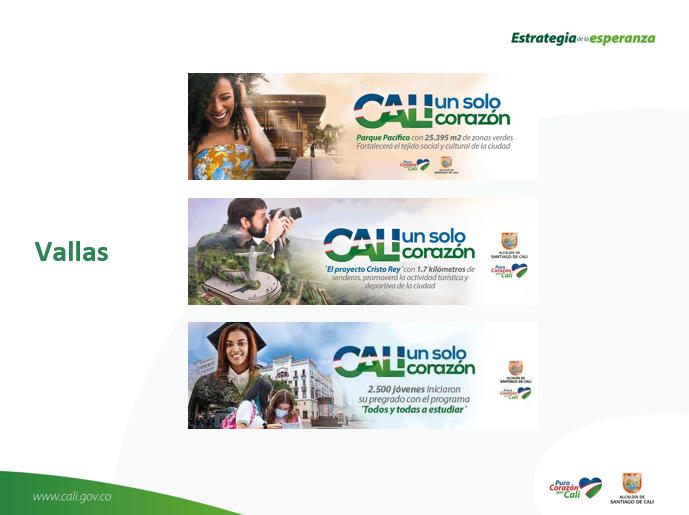 Estrategia de la esperanza
CALI un solo
corazón
Parque Pacífico con 25.395 m2 de zonas verdes
Fortalecerá el tejido social y cultural de la ciudad
Puro
Corazón
por Cali
ALCALDÍA DE
SANTIAGO DE CALI
Vallas
CALI un solo
corazón
"El proyecto Cristo Rey" con 1.7 kilómetros de
senderos, promoverá la actividad turística y
deportiva de la ciudad
ALCALDÍA DE
SANTIAGO DE CALI
Puro
Corazón
por Cali
CALI un solo
corazón
2.500 jóvenes Iniciaron
su pregrado con el programa
"Todos y todas a estudiar"
ALCALDÍA DE
SANTIAGO DE CALI
Puro
Corazón
por Cali
www.cali.gov.co
Puro
Corazón
por Cali
ALCALDÍA DE
SANTIAGO DE CALI